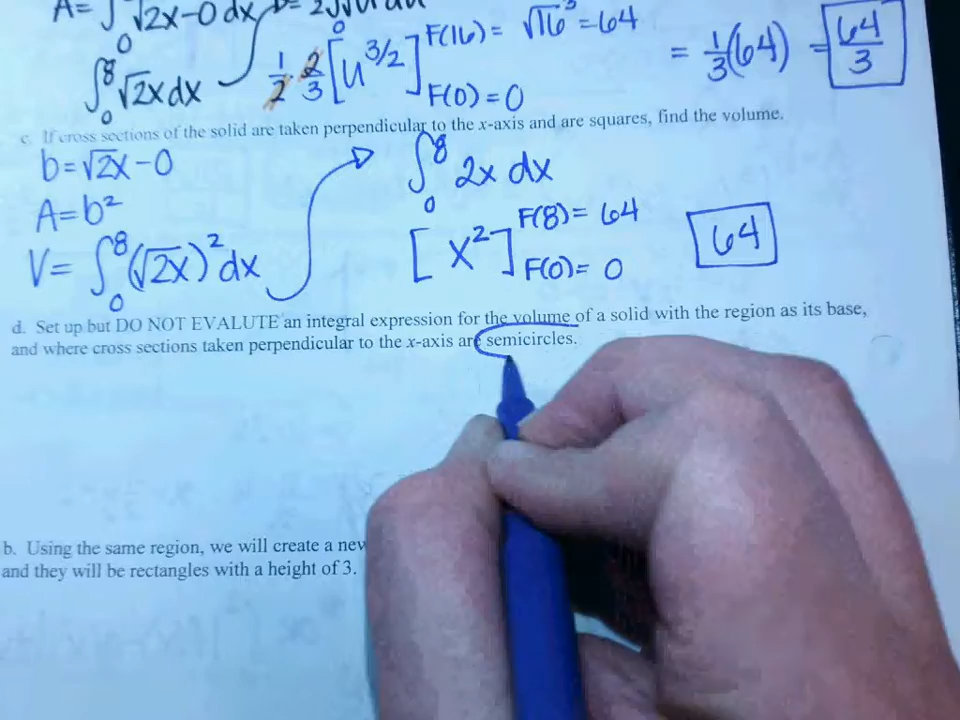 A= ∫ √2x-0 dx
0
∫₀⁸ √2x dx
1/2 · 2/3 [u^3/2] F(16) = √16³ = 64
F(0) = 0
= 1/3(64) = 64/3
c. If cross sections of the solid are taken perpendicular to the x-axis and are squares, find the volume.
b=√2x-0
A=b²
V= ∫₀⁸ (√2x)² dx
∫₀⁸ 2x dx
[x²] F(8)= 64
F(0)= 0
64
d. Set up but DO NOT EVALUTE an integral expression for the volume of a solid with the region as its base,
and where cross sections taken perpendicular to the x-axis are semicircles.
b. Using the same region, we will create a new
and they will be rectangles with a height of 3.